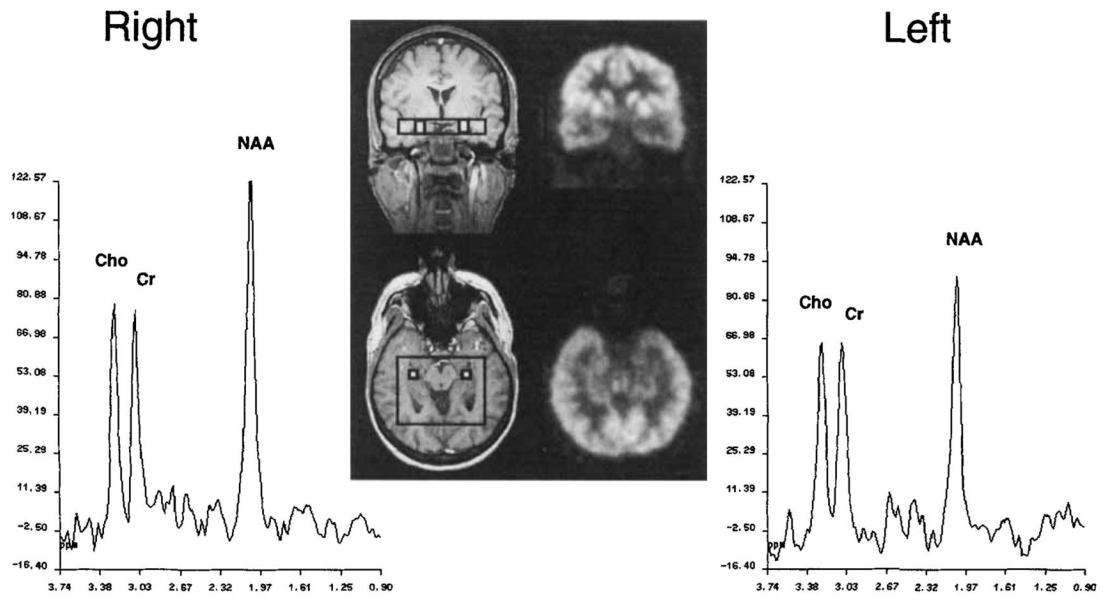 Right
Left
NAA
Cho
Cr
122.57
108.67
94.78
80.88
66.98
53.08
39.19
25.29
11.39
-2.50
-16.40
ppm
3.74 3.38 3.03 2.67 2.32 1.97 1.61 1.25 0.90
NAA
Cho
Cr
122.57
108.67
94.78
80.88
66.98
53.08
39.19
25.29
11.39
-2.50
-16.40
ppm
3.74 3.38 3.03 2.67 2.32 1.97 1.61 1.25 0.90